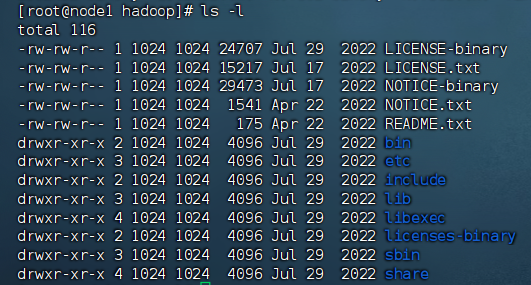 [root@node1 hadoop]# ls -l
total 116
-rw-rw-r-- 1 1024 1024 24707 Jul 29  2022 LICENSE-binary
-rw-rw-r-- 1 1024 1024 15217 Jul 17  2022 LICENSE.txt
-rw-rw-r-- 1 1024 1024 29473 Jul 17  2022 NOTICE-binary
-rw-rw-r-- 1 1024 1024  1541 Apr 22  2022 NOTICE.txt
-rw-rw-r-- 1 1024 1024   175 Apr 22  2022 README.txt
drwxr-xr-x 2 1024 1024  4096 Jul 29  2022 bin
drwxr-xr-x 3 1024 1024  4096 Jul 29  2022 etc
drwxr-xr-x 2 1024 1024  4096 Jul 29  2022 include
drwxr-xr-x 3 1024 1024  4096 Jul 29  2022 lib
drwxr-xr-x 4 1024 1024  4096 Jul 29  2022 libexec
drwxr-xr-x 2 1024 1024  4096 Jul 29  2022 licenses-binary
drwxr-xr-x 3 1024 1024  4096 Jul 29  2022 sbin
drwxr-xr-x 4 1024 1024  4096 Jul 29  2022 share